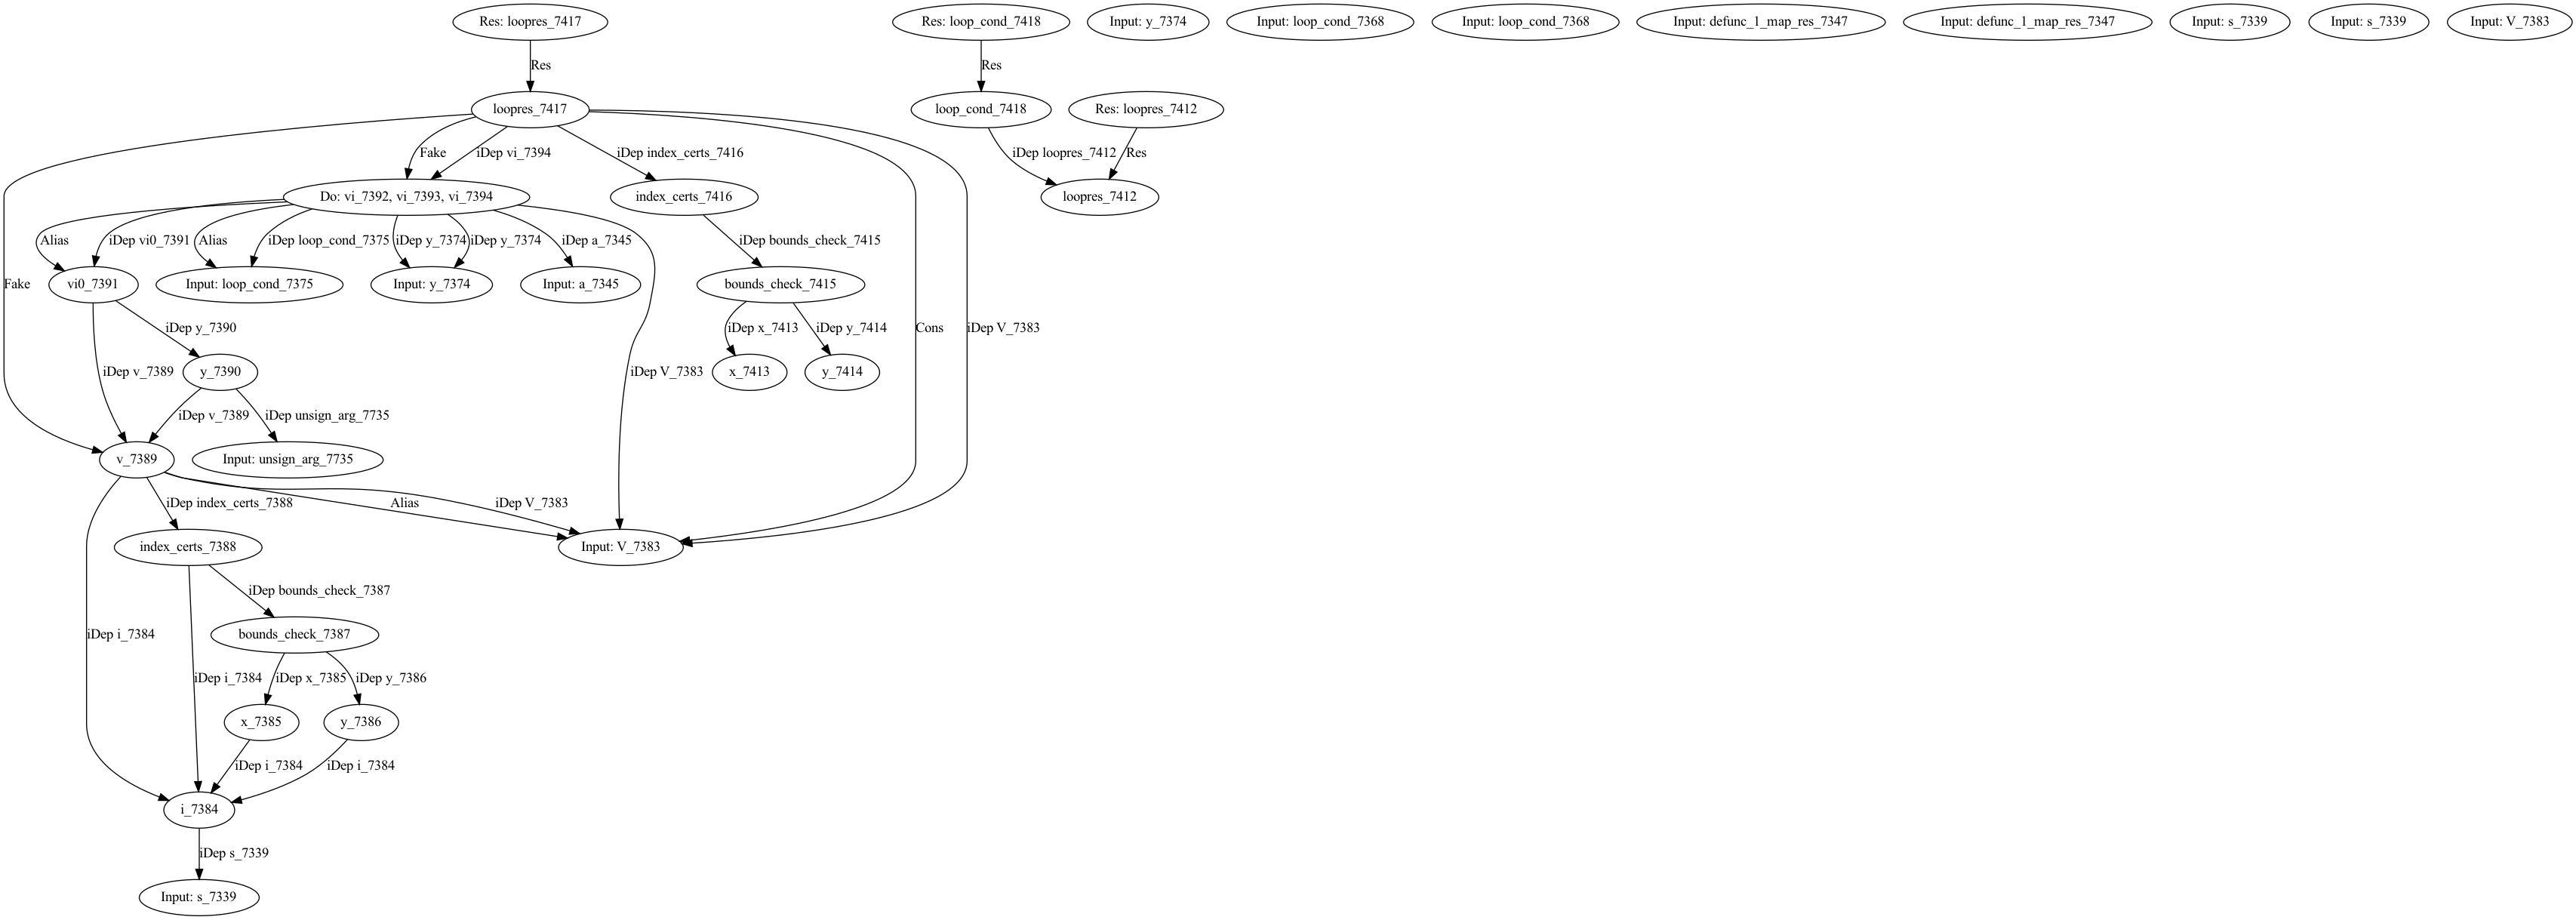 Res: loopres_7417
Res: loop_cond_7418
Input: y_7374
Input: loop_cond_7368
Input: loop_cond_7368
Input: defunc_1_map_res_7347
Input: defunc_1_map_res_7347
Input: s_7339
Input: s_7339
Input: V_7383
Res
Res
loopres_7417
loop_cond_7418
Res: loopres_7412
Fake
iDep vi_7394
iDep index_certs_7416
iDep loopres_7412
Res
Do: vi_7392, vi_7393, vi_7394
index_certs_7416
loopres_7412
Alias
iDep vi0_7391
Alias
iDep loop_cond_7375
iDep y_7374
iDep y_7374
iDep a_7345
iDep bounds_check_7415
Fake
vi0_7391
Input: loop_cond_7375
Input: y_7374
Input: a_7345
bounds_check_7415
iDep y_7390
iDep x_7413
iDep y_7414
Cons
iDep V_7383
iDep v_7389
y_7390
iDep V_7383
x_7413
y_7414
iDep v_7389
iDep unsign_arg_7735
v_7389
Input: unsign_arg_7735
iDep index_certs_7388
Alias
iDep V_7383
index_certs_7388
Input: V_7383
iDep bounds_check_7387
iDep i_7384
bounds_check_7387
iDep i_7384
iDep x_7385
iDep y_7386
x_7385
y_7386
iDep i_7384
iDep i_7384
i_7384
iDep s_7339
Input: s_7339